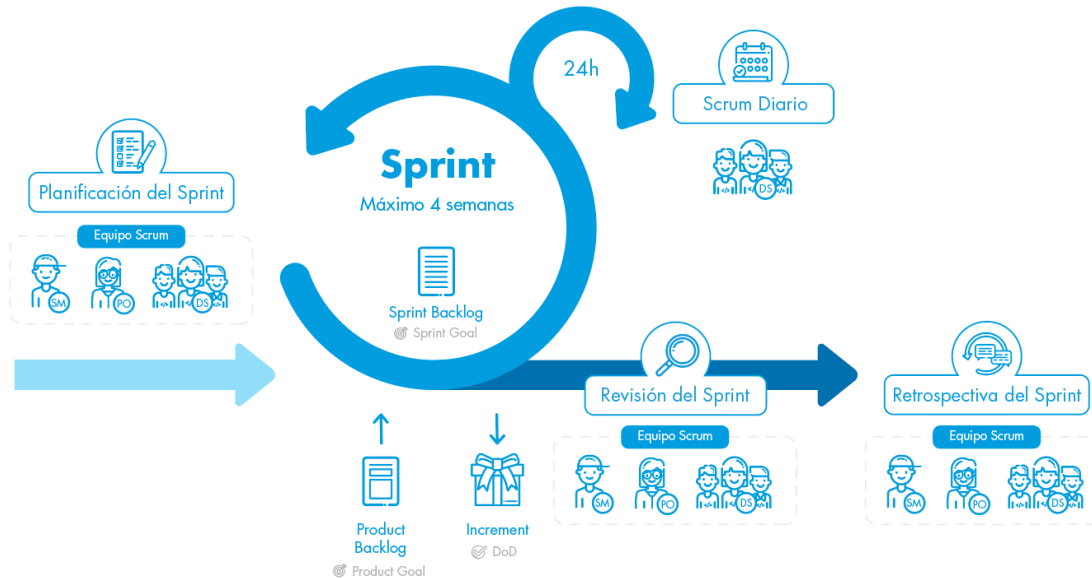 24h
Scrum Diario
DS
Planificación del Sprint
Equipo Scrum
SM
PO
DS
Sprint
Máximo 4 semanas
Sprint Backlog
Sprint Goal
Product
Backlog
Product Goal
Increment
DoD
Revisión del Sprint
Equipo Scrum
SM
PO
DS
Retrospectiva del Sprint
Equipo Scrum
SM
PO
DS